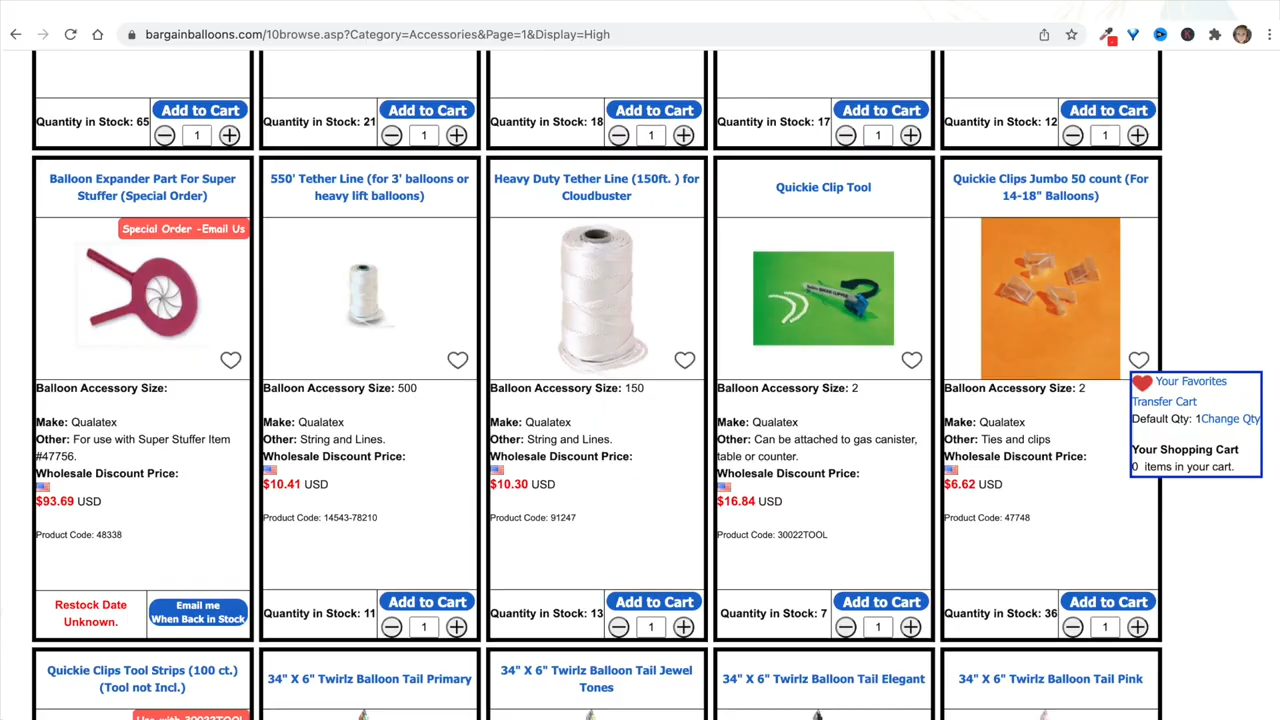 bargainballoons.com/10browse.asp?Category=Accessories&Page=1&Display=High
Quantity in Stock: 65
Add to Cart
1
Quantity in Stock: 21
Add to Cart
1
Quantity in Stock: 18
Add to Cart
1
Quantity in Stock: 17
Add to Cart
1
Quantity in Stock: 12
Add to Cart
1
Balloon Expander Part For Super
Stuffer (Special Order)
Special Order -Email Us
Balloon Accessory Size:
Make: Qualatex
Other: For use with Super Stuffer Item
#47756.
Wholesale Discount Price:
$93.69 USD
Product Code: 48338
Restock Date
Unknown.
Email me
When Back in Stock
550' Tether Line (for 3' balloons or
heavy lift balloons)
Balloon Accessory Size: 500
Make: Qualatex
Other: String and Lines.
Wholesale Discount Price:
$10.41 USD
Product Code: 14543-78210
Quantity in Stock: 11
Add to Cart
1
Heavy Duty Tether Line (150ft. ) for
Cloudbuster
Balloon Accessory Size: 150
Make: Qualatex
Other: String and Lines.
Wholesale Discount Price:
$10.30 USD
Product Code: 91247
Quantity in Stock: 13
Add to Cart
1
Quickie Clip Tool
Balloon Accessory Size: 2
Make: Qualatex
Other: Can be attached to gas canister,
table or counter.
Wholesale Discount Price:
$16.84 USD
Product Code: 30022TOOL
Quantity in Stock: 7
Add to Cart
1
Quickie Clips Jumbo 50 count (For
14-18" Balloons)
Balloon Accessory Size: 2
Make: Qualatex
Other: Ties and clips
Wholesale Discount Price:
$6.62 USD
Product Code: 47748
Quantity in Stock: 36
Add to Cart
1
Your Favorites
Transfer Cart
Default Qty: 1Change Qty
Your Shopping Cart
0 items in your cart.
Quickie Clips Tool Strips (100 ct.)
(Tool not Incl.)
Use with 30022TOOL
34" X 6" Twirlz Balloon Tail Primary
34" X 6" Twirlz Balloon Tail Jewel
Tones
34" X 6" Twirlz Balloon Tail Elegant
34" X 6" Twirlz Balloon Tail Pink